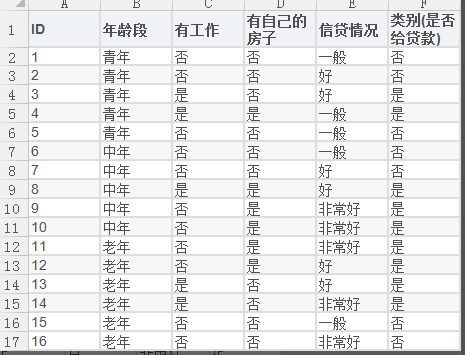 A B C D E F
1 ID 年龄段 有工作 有自己的房子 信贷情况 类别(是否给贷款)
2 1 青年 否 否 一般 否
3 2 青年 否 否 好 否
4 3 青年 是 否 好 是
5 4 青年 是 是 一般 是
6 5 青年 否 否 一般 否
7 6 中年 否 否 一般 否
8 7 中年 否 否 好 否
9 8 中年 是 是 好 是
10 9 中年 否 是 非常好 是
11 10 中年 否 是 非常好 是
12 11 老年 否 是 非常好 是
13 12 老年 否 是 好 是
14 13 老年 是 否 好 是
15 14 老年 是 否 非常好 是
16 15 老年 否 否 一般 否
17 16 老年 否 否 非常好 否